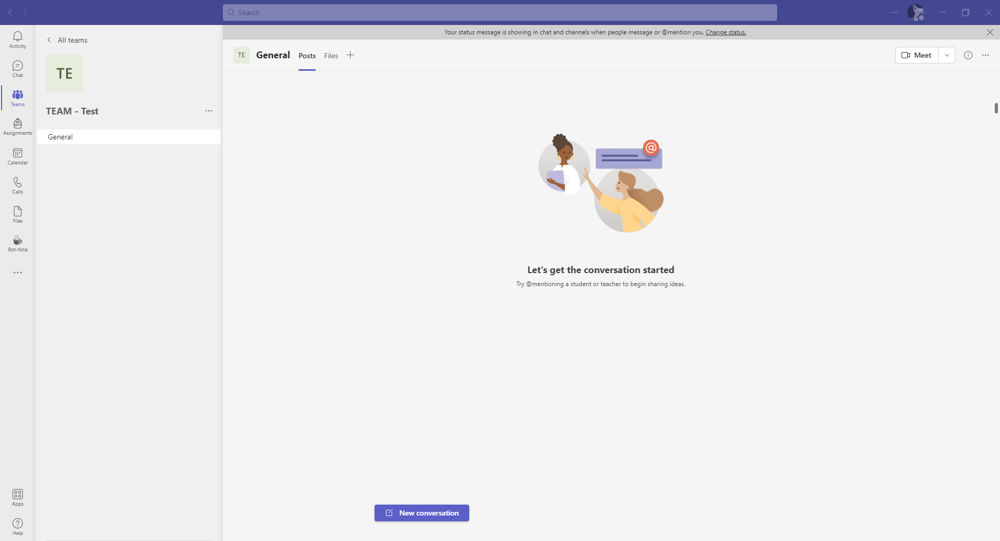 Search
Your status message is showing in chat and channels when people message or @mention you. Change status.
Activity
Chat
Teams
Assignments
Calendar
Calls
Files
Bot-tista
Apps
Help
All teams
TE
TEAM - Test
General
TE
General
Posts
Files
Meet
@
Let's get the conversation started
Try @mentioning a student or teacher to begin sharing ideas.
New conversation